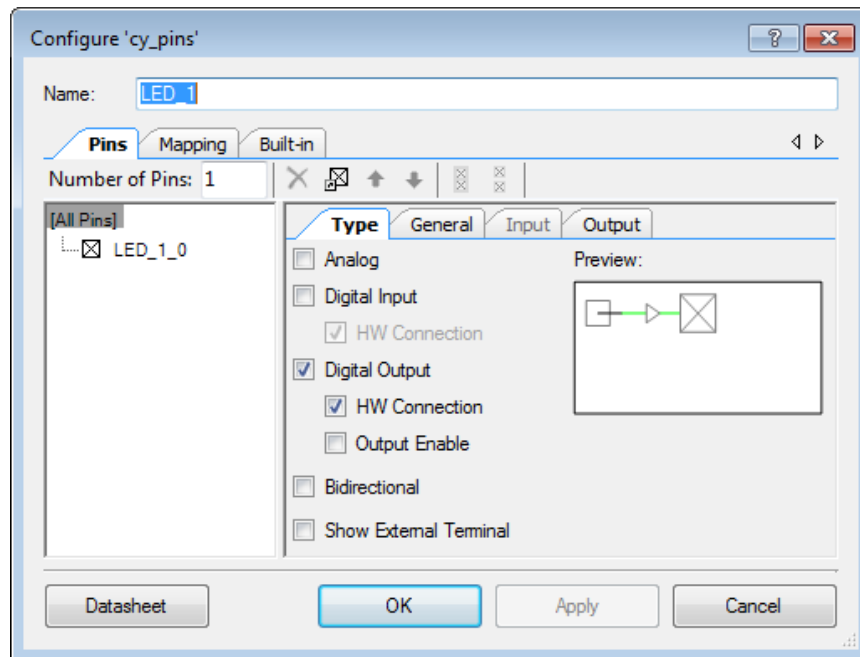 Configure 'cy_pins'
Name: LED_1
Pins Mapping Built-in
Number of Pins: 1
[All Pins]
LED_1_0
Type General Input Output
Analog
Preview:
Digital Input
HW Connection
Digital Output
HW Connection
Output Enable
Bidirectional
Show External Terminal
Datasheet OK Apply Cancel